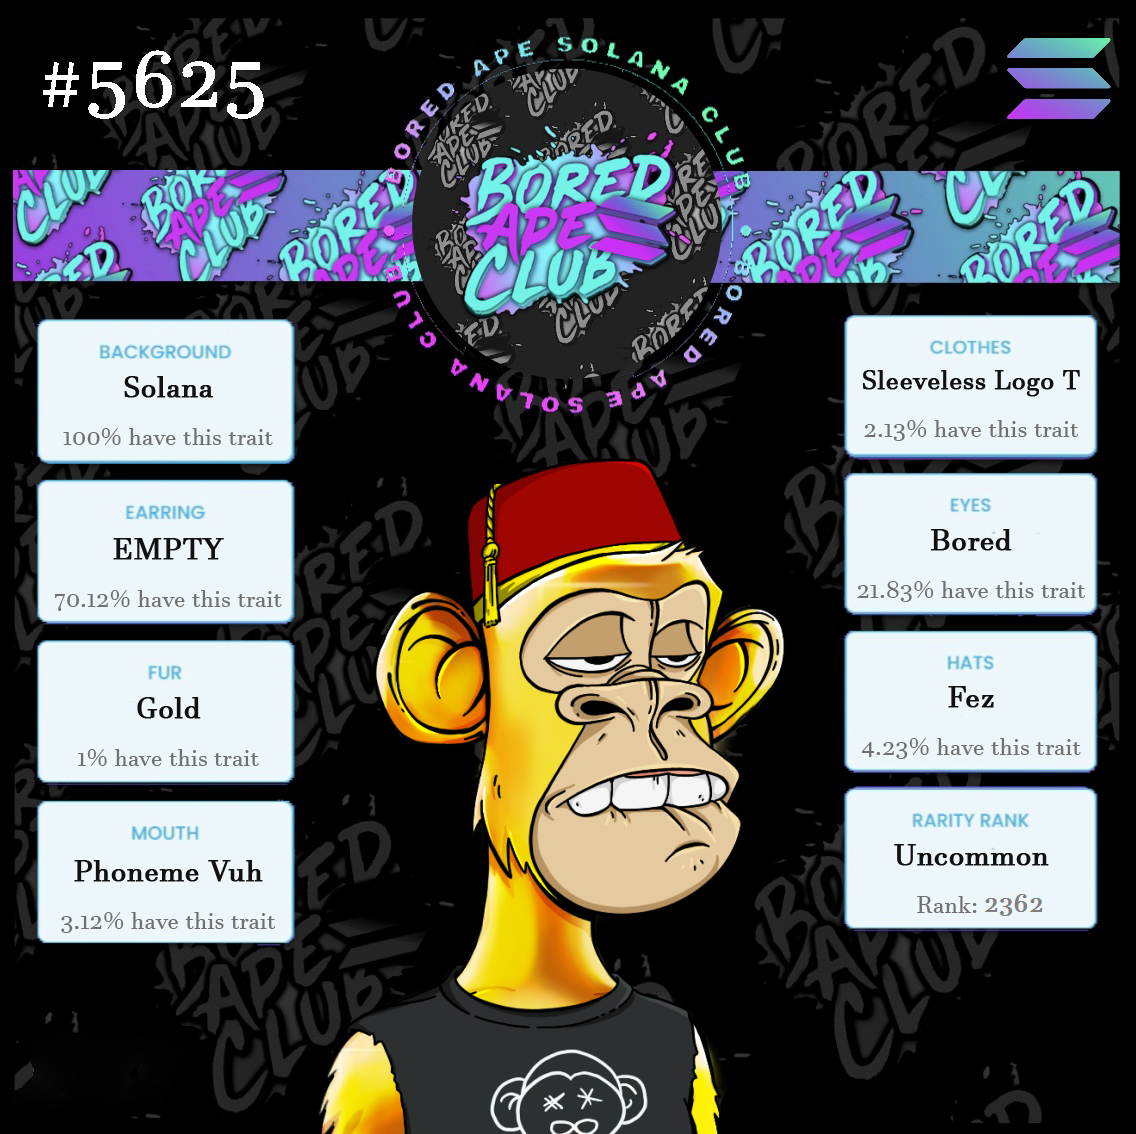 #5625
BORED APE SOLANA CLUB
BORED APE SOLANA CLUB
BORED
APE
CLUB
BACKGROUND
Solana
100% have this trait
EARRING
EMPTY
70.12% have this trait
FUR
Gold
1% have this trait
MOUTH
Phoneme Vuh
3.12% have this trait
CLOTHES
Sleeveless Logo T
2.13% have this trait
EYES
Bored
21.83% have this trait
HATS
Fez
4.23% have this trait
RARITY RANK
Uncommon
Rank: 2362